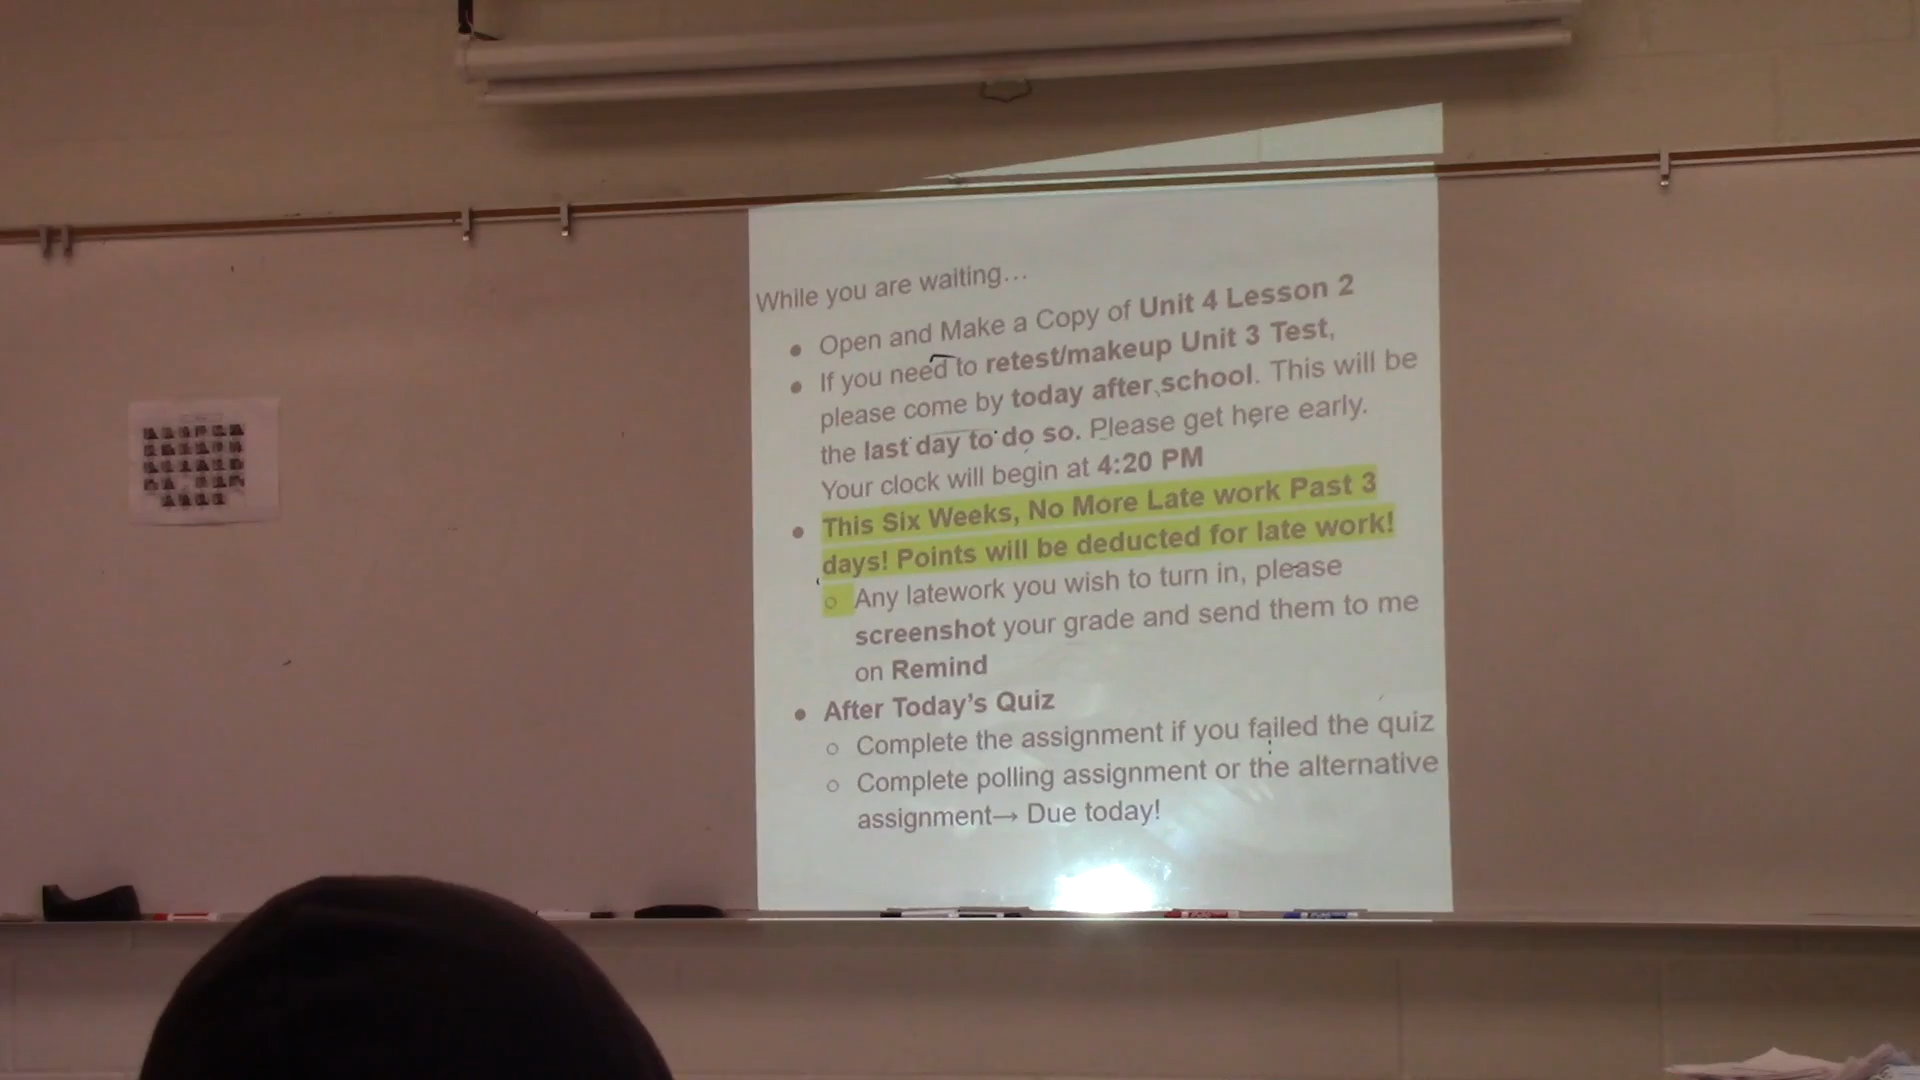 While you are waiting…
● Open and Make a Copy of Unit 4 Lesson 2
● If you need to retest/makeup Unit 3 Test,
please come by today after school. This will be
the last day to do so. Please get here early.
Your clock will begin at 4:20 PM
● This Six Weeks, No More Late work Past 3
days! Points will be deducted for late work!
○ Any latework you wish to turn in, please
screenshot your grade and send them to me
on Remind
● After Today's Quiz
○ Complete the assignment if you failed the quiz
○ Complete polling assignment or the alternative
assignment→ Due today!